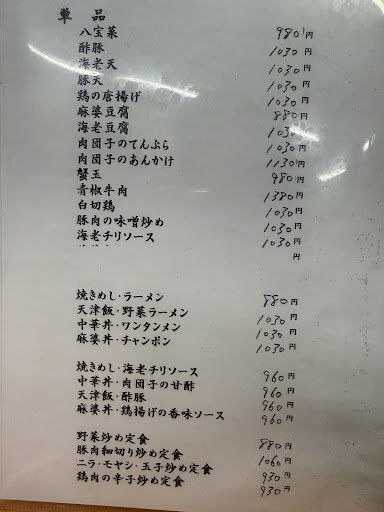 単 品
八宝菜 980円
酢豚 1030円
海老天 1030円
豚天 1030円
鶏の唐揚げ 1030円
麻婆豆腐 880円
海老豆腐 1030円
肉団子のてんぷら 1030円
肉団子のあんかけ 1130円
蟹玉 980円
青椒牛肉 1380円
白切鶏 1030円
豚肉の味噌炒め 1030円
海老チリソース 1030円
円
焼きめし・ラーメン 880円
天津飯・野菜ラーメン 1030円
中華丼・ワンタンメン 1030円
麻婆丼・チャンポン 1030円
焼きめし・海老チリソース 960円
中華丼・肉団子の甘酢 960円
天津飯・酢豚 960円
麻婆丼・鶏揚げの香味ソース 960円
野菜炒め定食 880円
豚肉細切り炒め定食 1060円
ニラ・モヤシ・玉子炒め定食 930円
鶏肉の辛子炒め定食 930円